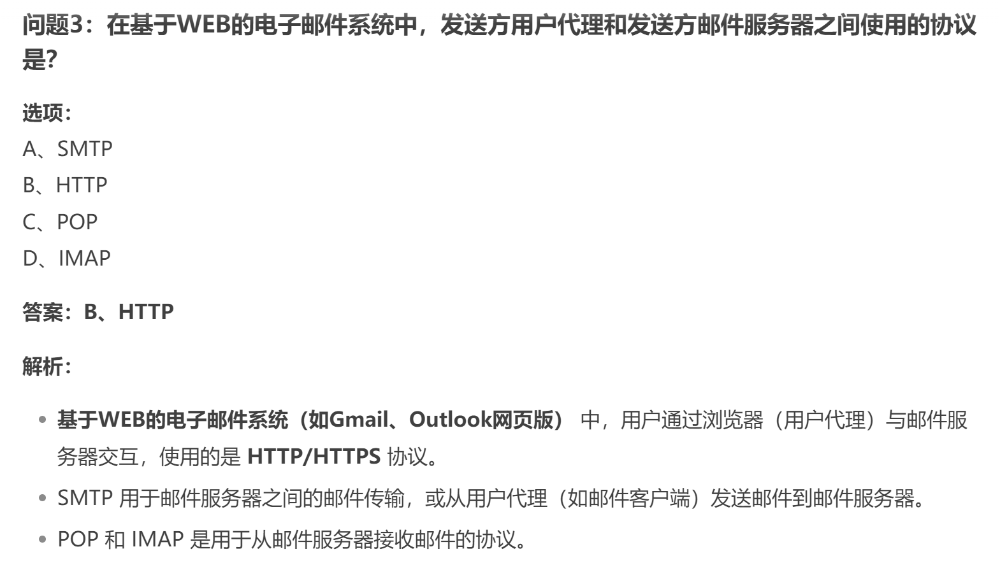 问题3：在基于WEB的电子邮件系统中，发送方用户代理和发送方邮件服务器之间使用的协议
是？
选项：
A、SMTP
B、HTTP
C、POP
D、IMAP
答案：B、HTTP
解析：
• 基于WEB的电子邮件系统（如Gmail、Outlook网页版） 中，用户通过浏览器（用户代理）与邮件服
务器交互，使用的是 HTTP/HTTPS 协议。
• SMTP 用于邮件服务器之间的邮件传输，或从用户代理（如邮件客户端）发送邮件到邮件服务器。
• POP 和 IMAP 是用于从邮件服务器接收邮件的协议。